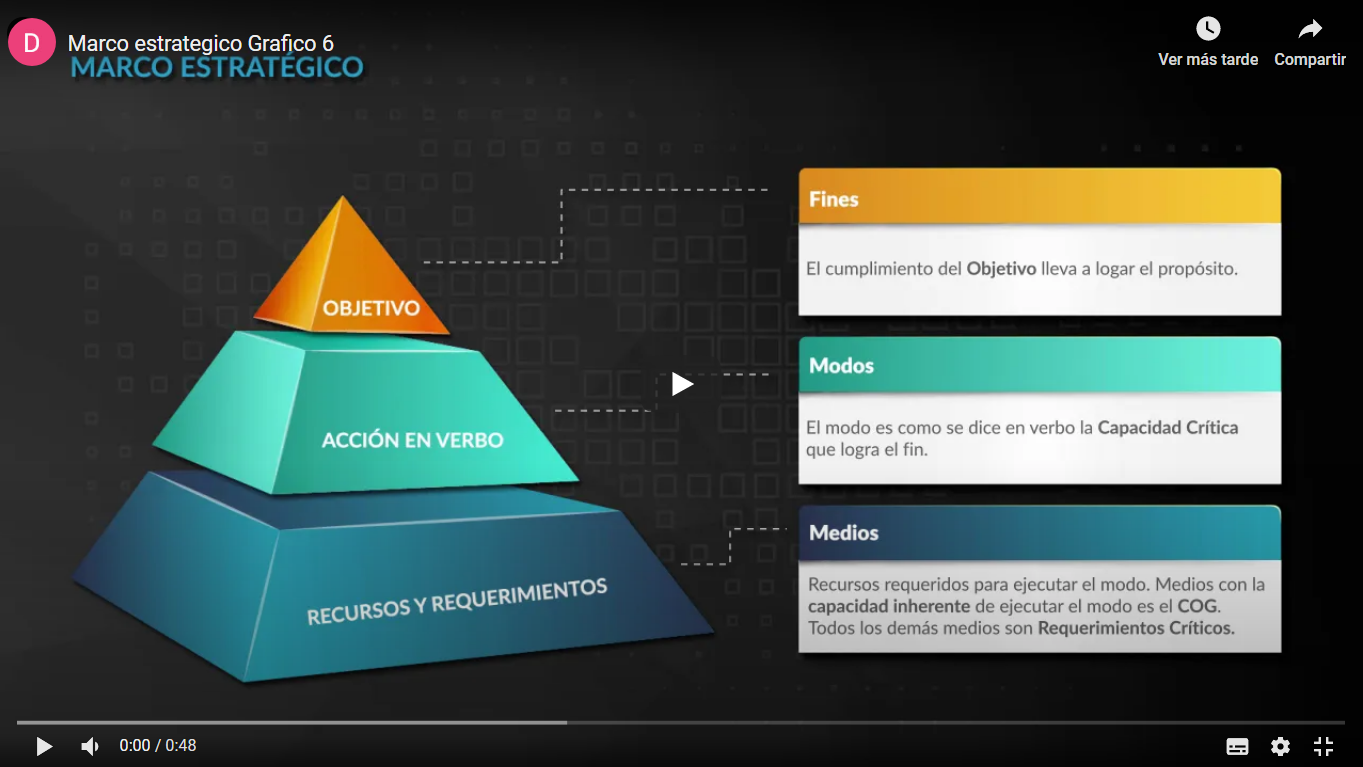 D
Marco estrategico Grafico 6
Ver más tarde
Compartir
MARCO ESTRATÉGICO
OBJETIVO
ACCIÓN EN VERBO
RECURSOS Y REQUERIMIENTOS
Fines
El cumplimiento del Objetivo lleva a logar el propósito.
Modos
El modo es como se dice en verbo la Capacidad Crítica
que logra el fin.
Medios
Recursos requeridos para ejecutar el modo. Medios con la
capacidad inherente de ejecutar el modo es el COG.
Todos los demás medios son Requerimientos Críticos.
0:00 / 0:48